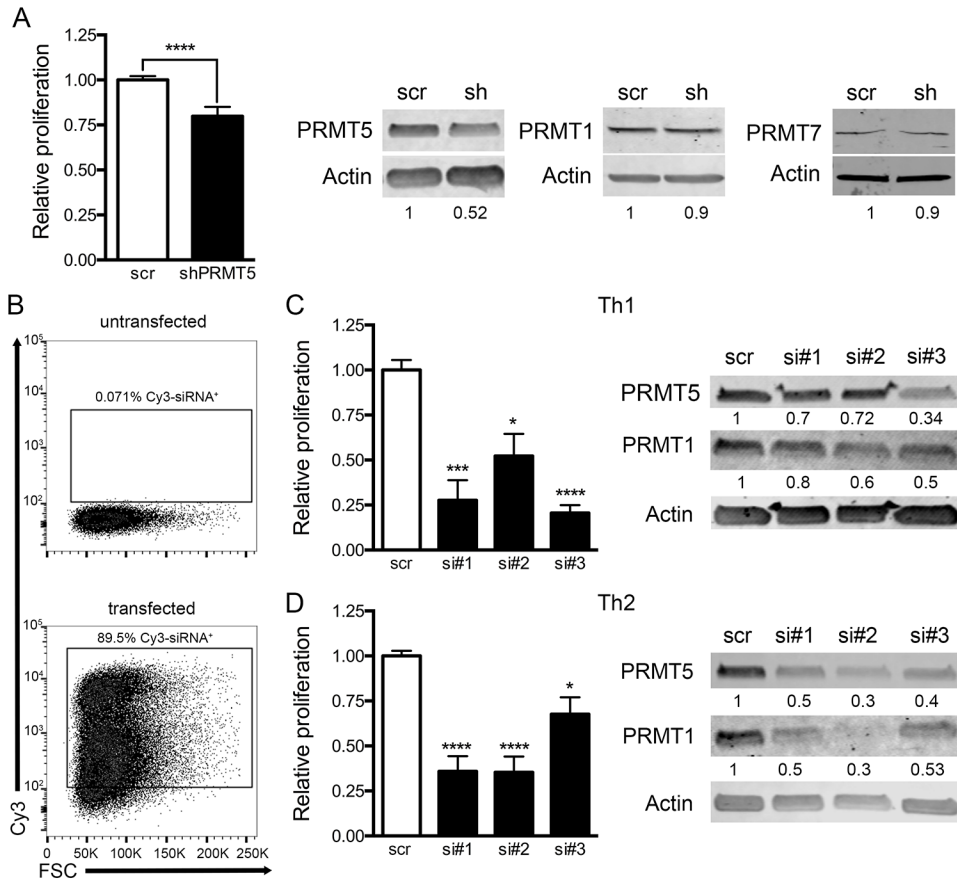 A
Relative proliferation
1.25
1.00
0.75
0.50
0.25
0.00
****
scr shPRMT5
scr sh
PRMT5
Actin
1 0.52
scr sh
PRMT1
Actin
1 0.9
scr sh
PRMT7
Actin
1 0.9
B
untransfected
10^5
10^4
10^3
10^2
0.071% Cy3-siRNA+
transfected
10^5
10^4
10^3
10^2
89.5% Cy3-siRNA+
0 50K 100K 150K 200K 250K
Cy3
FSC
C
Th1
Relative proliferation
1.25
1.00
0.75
0.50
0.25
0.00
*** * ****
scr si#1 si#2 si#3
scr si#1 si#2 si#3
PRMT5
1 0.7 0.72 0.34
PRMT1
1 0.8 0.6 0.5
Actin
D
Th2
Relative proliferation
1.25
1.00
0.75
0.50
0.25
0.00
**** **** *
scr si#1 si#2 si#3
scr si#1 si#2 si#3
PRMT5
1 0.5 0.3 0.4
PRMT1
1 0.5 0.3 0.53
Actin